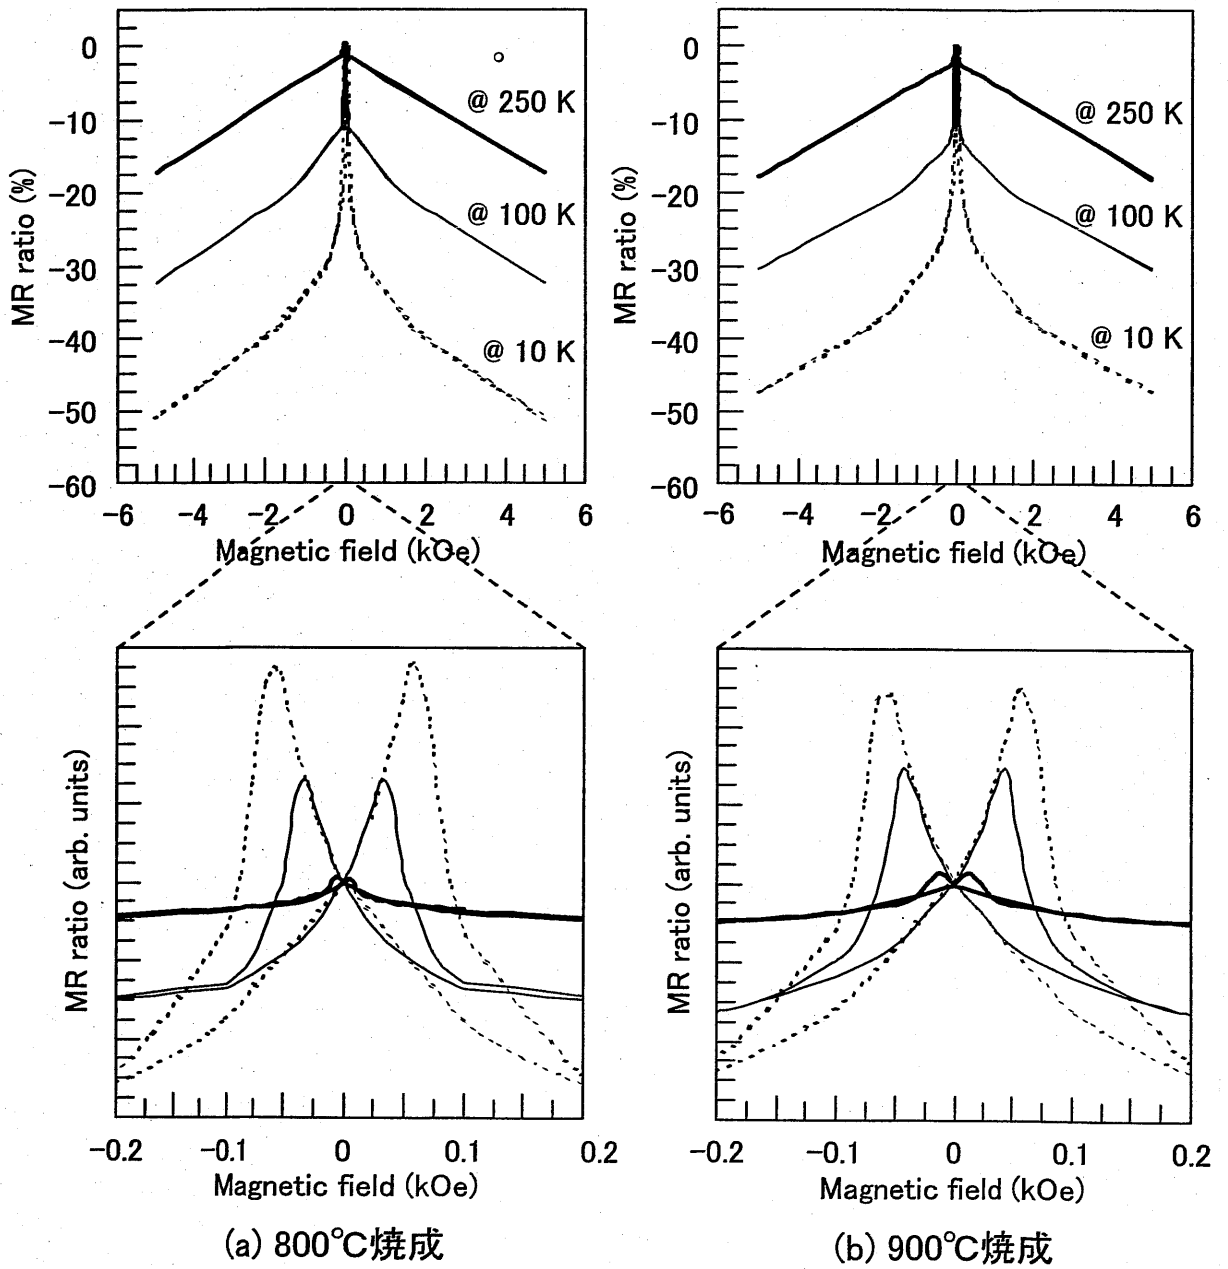 0
-10
-20
-30
-40
-50
-60
MR ratio (%)
@ 250 K
@ 100 K
@ 10 K
-6 -4 -2 0 2 4 6
Magnetic field (kOe)
0
-10
-20
-30
-40
-50
-60
MR ratio (%)
@ 250 K
@ 100 K
@ 10 K
-6 -4 -2 0 2 4 6
Magnetic field (kOe)
MR ratio (arb. units)
-0.2 -0.1 0 0.1 0.2
Magnetic field (kOe)
(a) 800℃焼成
MR ratio (arb. units)
-0.2 -0.1 0 0.1 0.2
Magnetic field (kOe)
(b) 900℃焼成